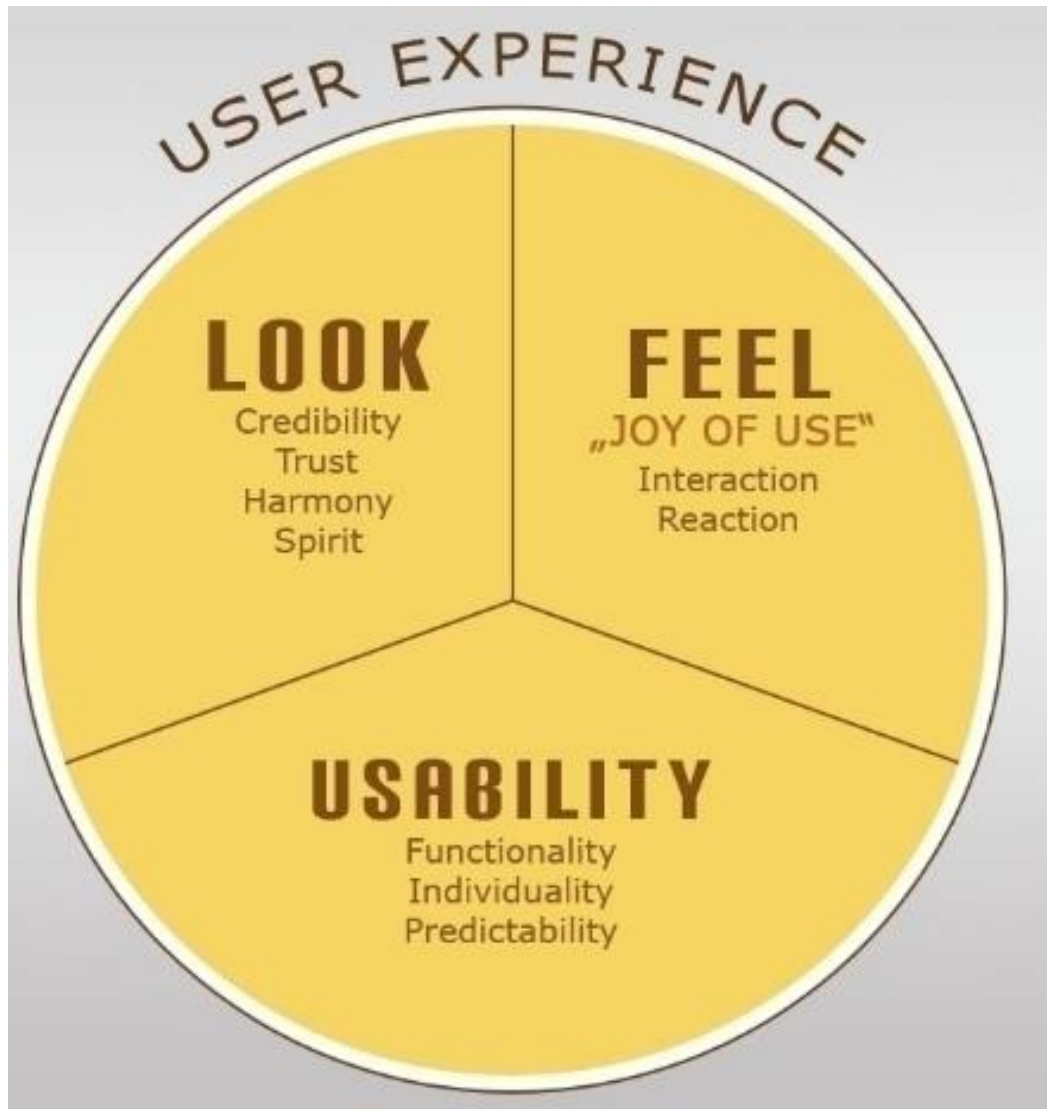 USER EXPERIENCE
LOOK
Credibility
Trust
Harmony
Spirit
FEEL
„JOY OF USE“
Interaction
Reaction
USABILITY
Functionality
Individuality
Predictability